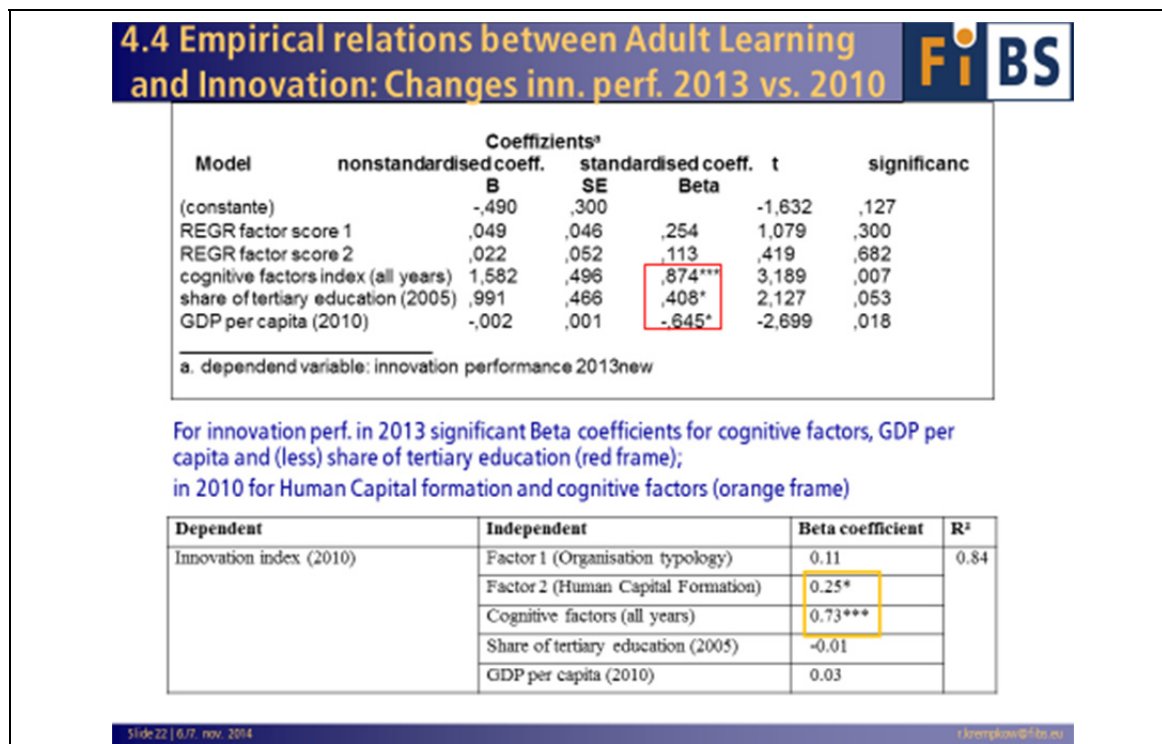 4.4 Empirical relations between Adult Learning
and Innovation: Changes inn. perf. 2013 vs. 2010
FiBS
Coeffizientsª
Model nonstandardised coeff. standardised coeff. t significanc
B SE Beta
(constante) -,490 ,300 -1,632 ,127
REGR factor score 1 ,049 ,046 ,254 1,079 ,300
REGR factor score 2 ,022 ,052 ,113 ,419 ,682
cognitive factors index (all years) 1,582 ,496 ,874*** 3,189 ,007
share of tertiary education (2005) ,991 ,466 ,408* 2,127 ,053
GDP per capita (2010) -,002 ,001 -,645* -2,699 ,018
a. dependend variable: innovation performance 2013new
For innovation perf. in 2013 significant Beta coefficients for cognitive factors, GDP per
capita and (less) share of tertiary education (red frame);
in 2010 for Human Capital formation and cognitive factors (orange frame)
Dependent Independent Beta coefficient R²
Innovation index (2010) Factor 1 (Organisation typology) 0.11 0.84
Factor 2 (Human Capital Formation) 0.25*
Cognitive factors (all years) 0.73***
Share of tertiary education (2005) -0.01
GDP per capita (2010) 0.03
Slide 22 | 6./7. nov. 2014 r.krempkow@fibs.eu